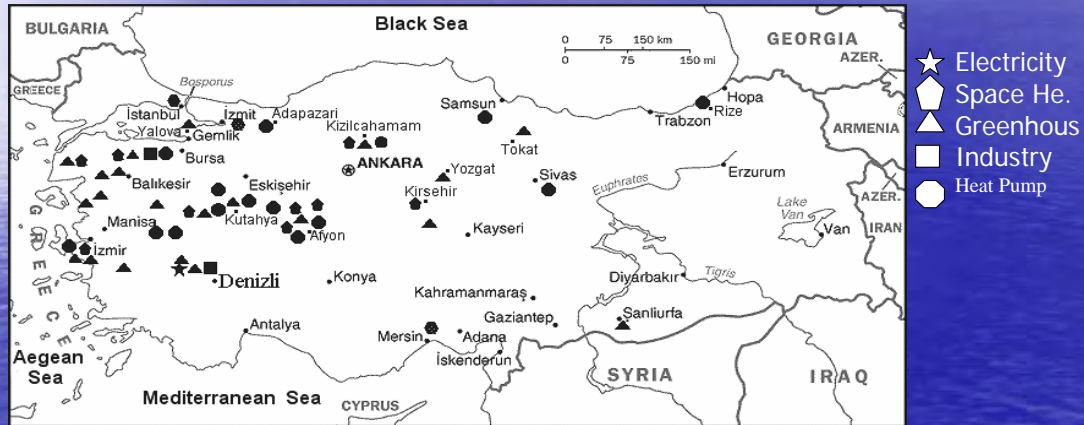 BULGARIA
Black Sea
0 75 150 km
0 75 150 mi
GEORGIA
AZER.
GREECE
Bosporus
İstanbul
İzmit
Adapazari
Yalova
Gemlik
Bursa
Kizilcahamam
ANKARA
Samsun
Tokat
Trabzon
Hopa
Rize
ARMENIA
Balıkeşir
Eskişehir
Yozgat
Kirsehir
Sivas
Euphrates
Erzurum
AZER.
GREECE
Manisa
Kutahya
Afyon
Kayseri
Lake
Van
Van
IRAN
İzmir
Denizli
Konya
Diyarbakır
Tigris
Kahramanmaraş
Gaziantep
Sanliurfa
Antalya
Mersin
Adana
İskenderun
Aegean
Sea
Mediterranean Sea
CYPRUS
SYRIA
IRAQ
Electricity
Space He.
Greenhous
Industry
Heat Pump